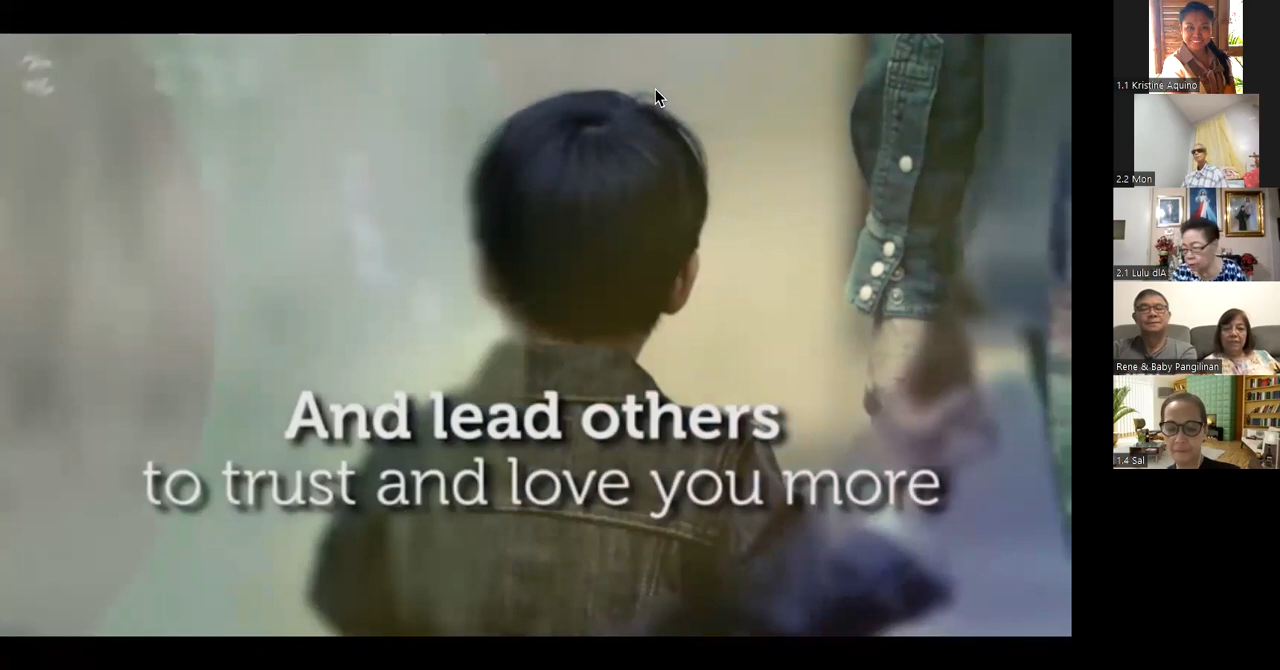 And lead others
to trust and love you more
1.1 Kristine Aquino
2.2 Mon
2.1 Lulu dlA
Rene & Baby Pangilinan
1.4 Sal